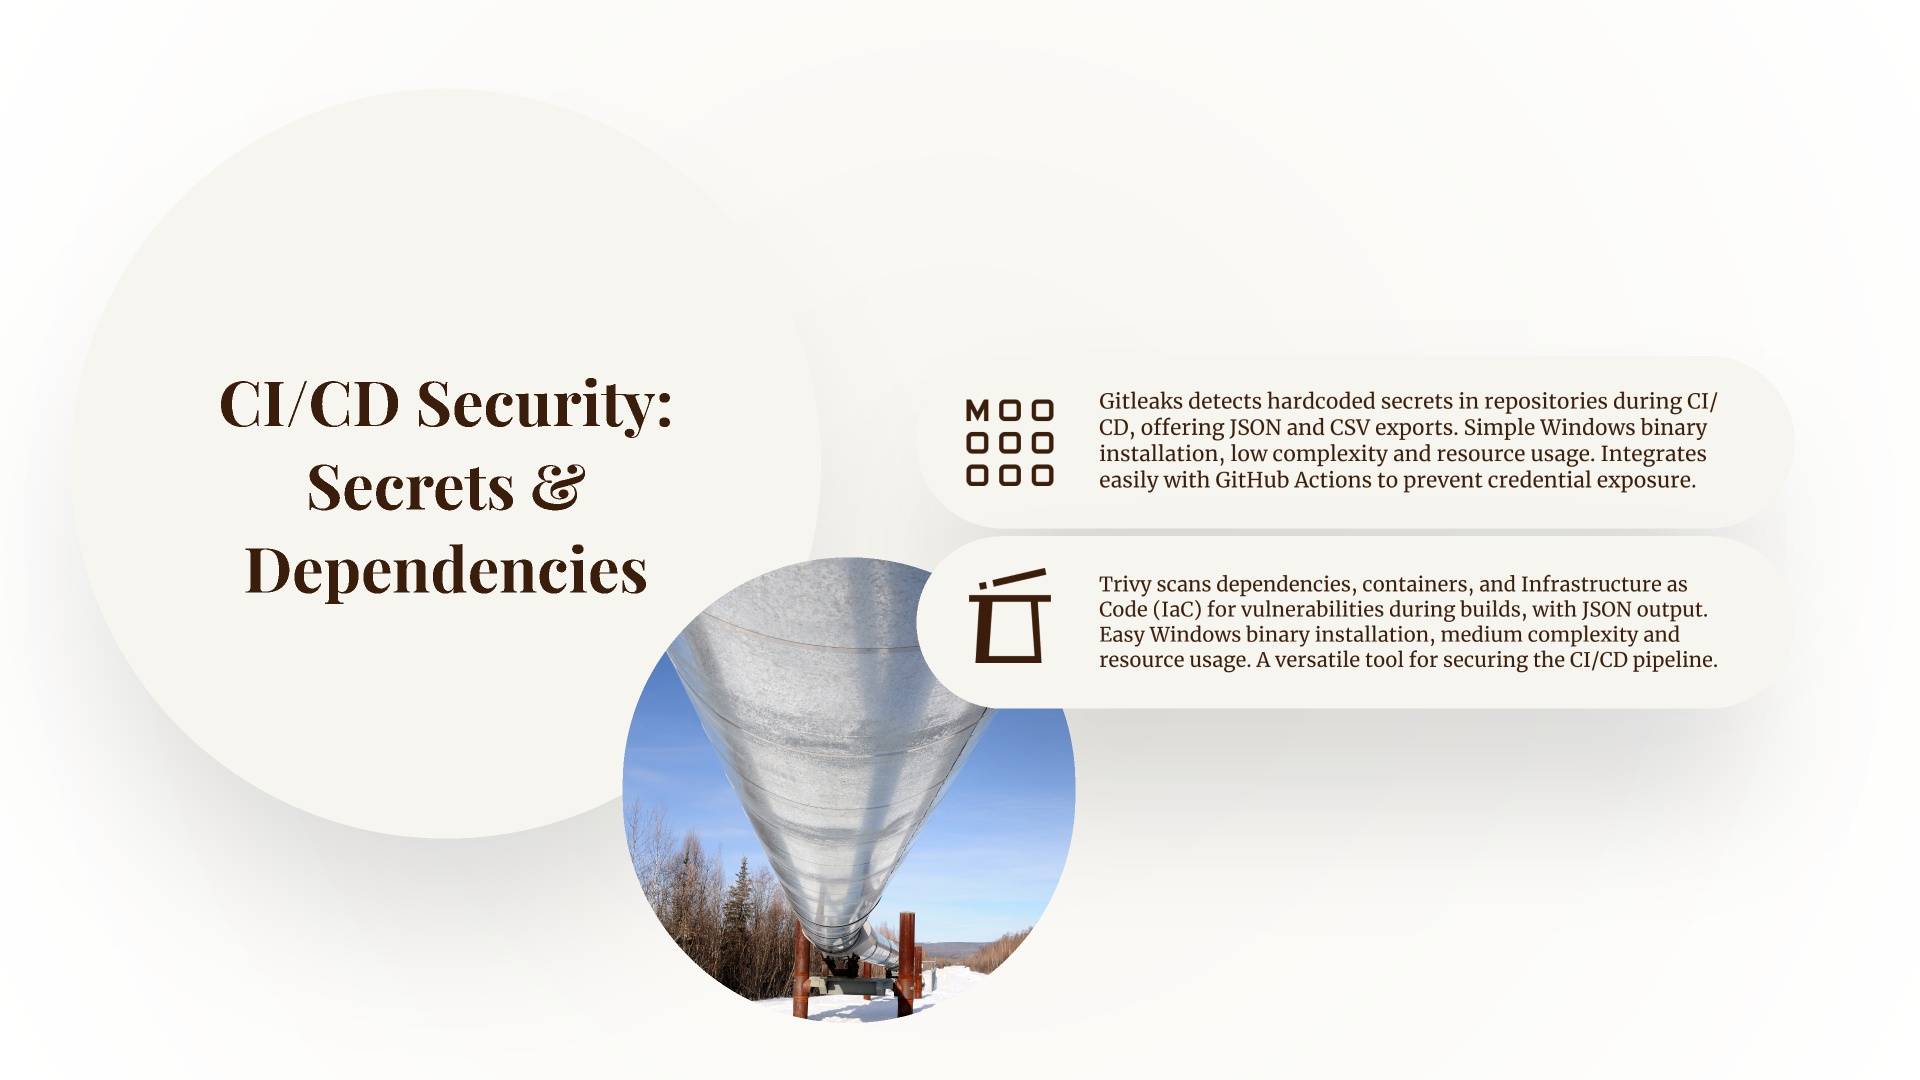 CI/CD Security:
Secrets &
Dependencies
M
Gitleaks detects hardcoded secrets in repositories during CI/
CD, offering JSON and CSV exports. Simple Windows binary
installation, low complexity and resource usage. Integrates
easily with GitHub Actions to prevent credential exposure.
Trivy scans dependencies, containers, and Infrastructure as
Code (IaC) for vulnerabilities during builds, with JSON output.
Easy Windows binary installation, medium complexity and
resource usage. A versatile tool for securing the CI/CD pipeline.